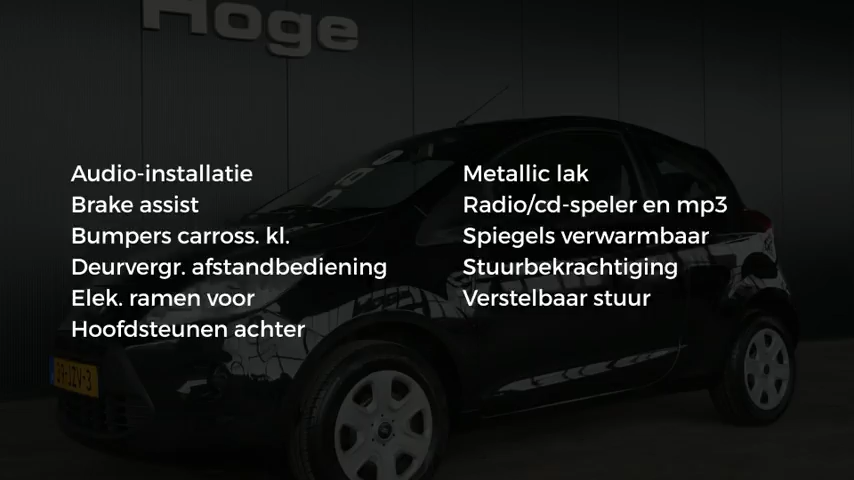 Hoge
Audio-installatie
Brake assist
Bumpers carross. kl.
Deurvergr. afstandbediening
Elek. ramen voor
Hoofdsteunen achter
Metallic lak
Radio/cd-speler en mp3
Spiegels verwarmbaar
Stuurbekrachtiging
Verstelbaar stuur